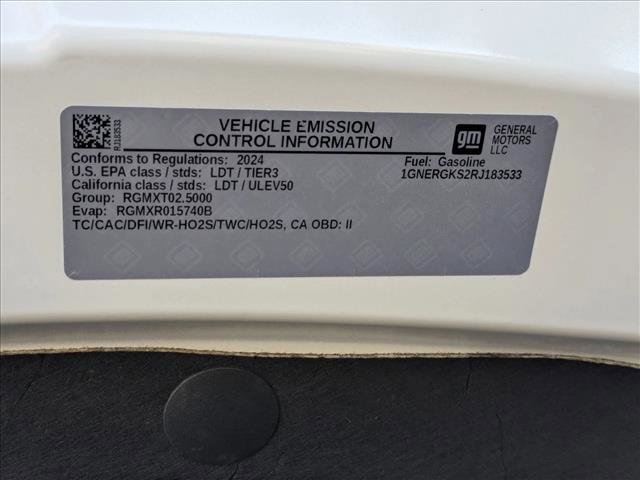 RJ183533
VEHICLE EMISSION
CONTROL INFORMATION
gm
GENERAL
MOTORS
LLC
Conforms to Regulations: 2024
U.S. EPA class / stds: LDT / TIER3
California class / stds: LDT / ULEV50
Group: RGMXT02.5000
Evap: RGMXR015740B
TC/CAC/DFI/WR-HO2S/TWC/HO2S, CA OBD: II
Fuel: Gasoline
1GNERGKS2RJ183533